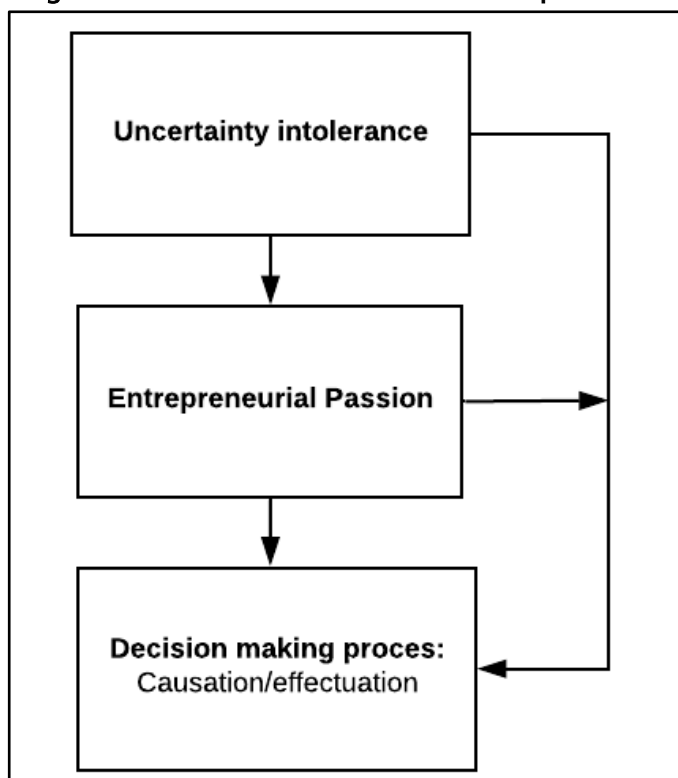 Uncertainty intolerance
Entrepreneurial Passion
Decision making proces:
Causation/effectuation